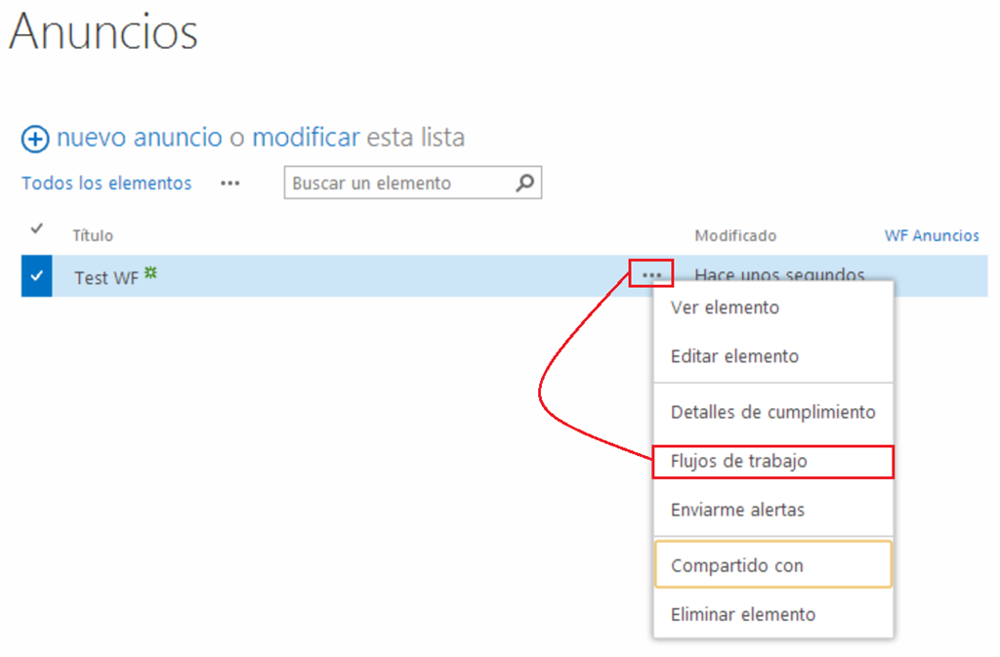 Anuncios
nuevo anuncio o modificar esta lista
Todos los elementos ••• Buscar un elemento
Título Modificado WF Anuncios
Test WF ••• Hace unos segundos
Ver elemento
Editar elemento
Detalles de cumplimiento
Flujos de trabajo
Enviarme alertas
Compartido con
Eliminar elemento